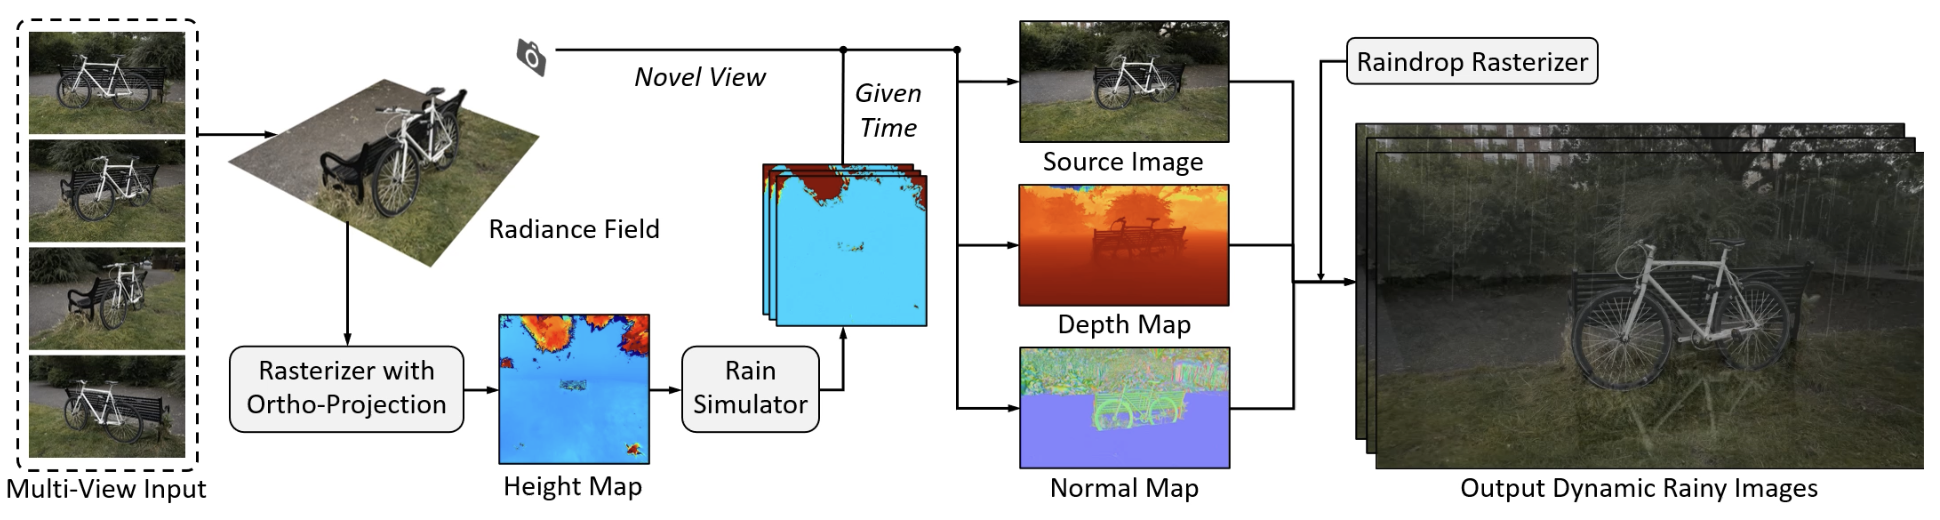 Novel View
Given
Time
Raindrop Rasterizer
Source Image
Radiance Field
Depth Map
Rasterizer with
Ortho-Projection
Rain
Simulator
Multi-View Input
Height Map
Normal Map
Output Dynamic Rainy Images